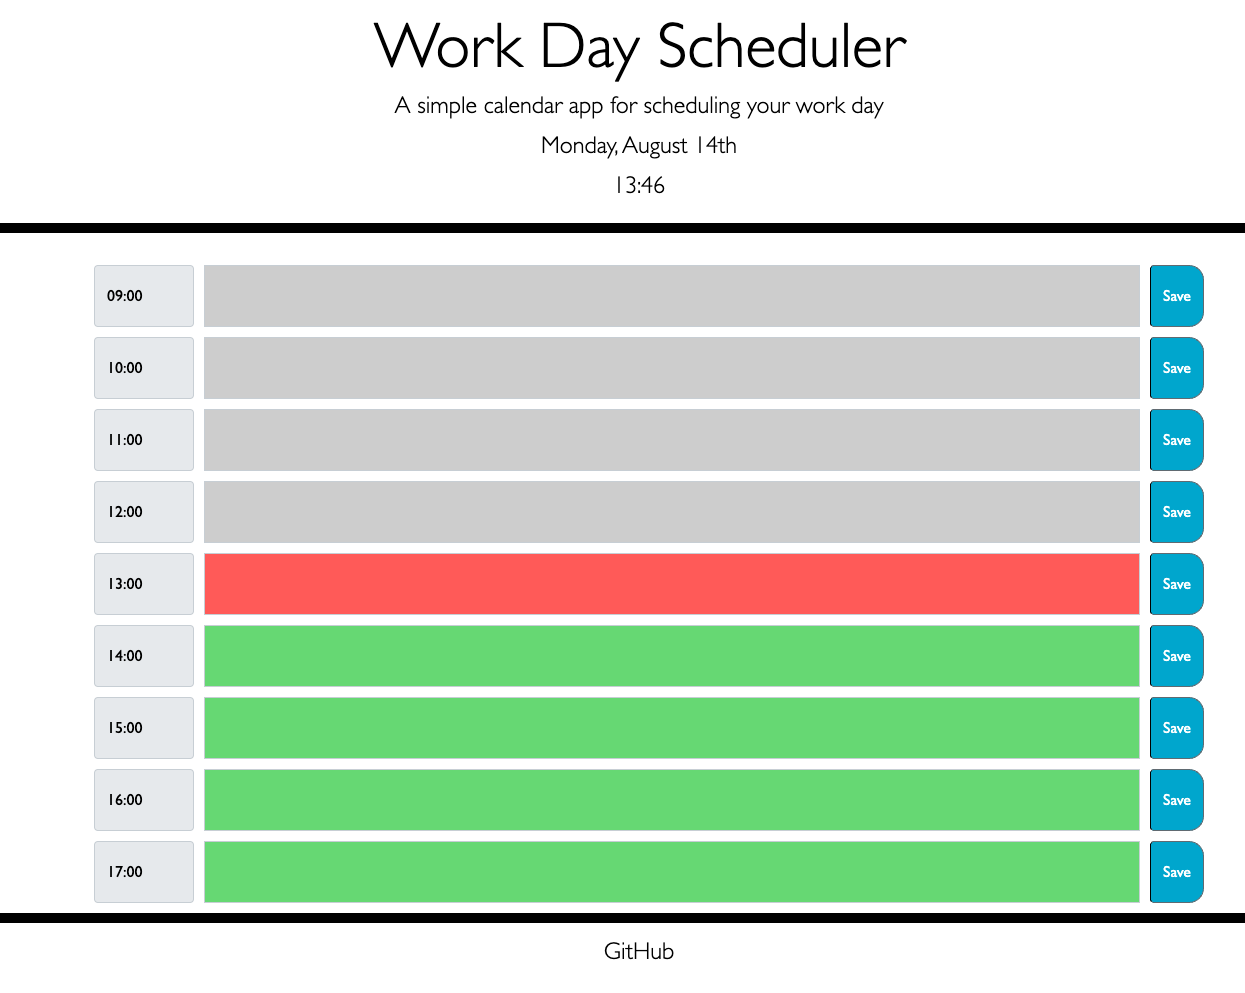 Work Day Scheduler
A simple calendar app for scheduling your work day
Monday, August 14th
13:46
09:00 Save
10:00 Save
11:00 Save
12:00 Save
13:00 Save
14:00 Save
15:00 Save
16:00 Save
17:00 Save
GitHub